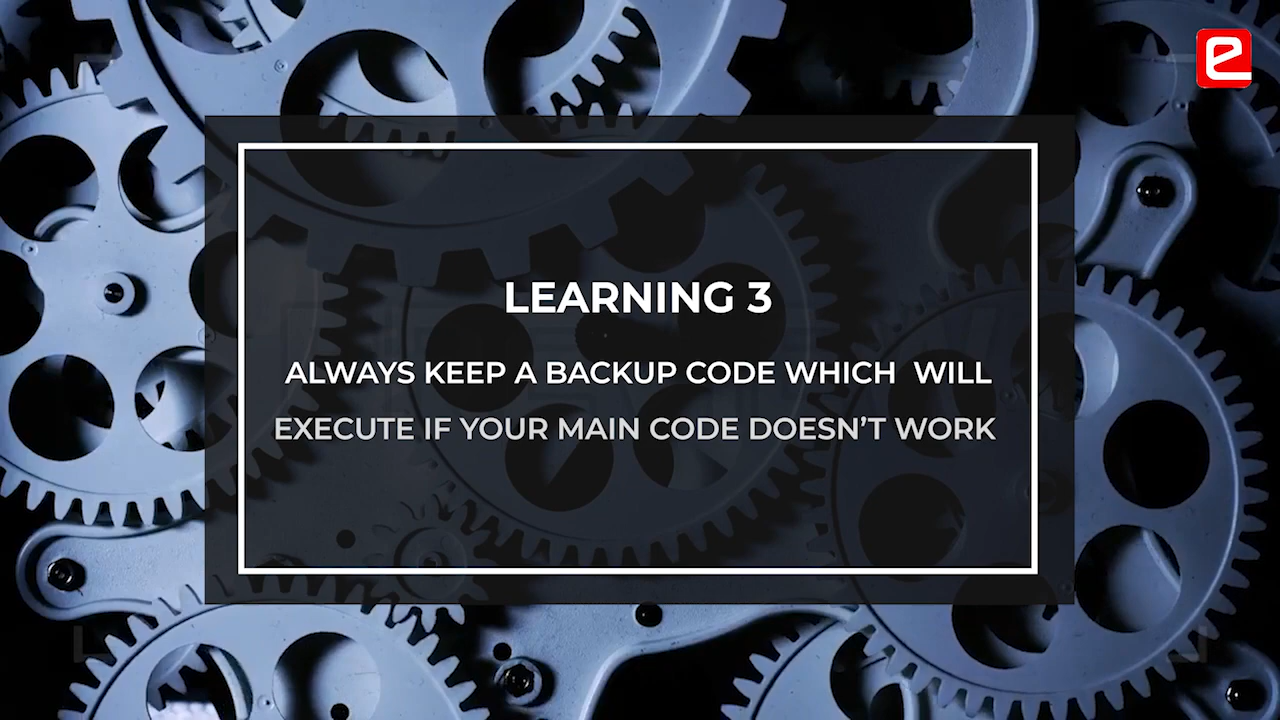 e
LEARNING 3
ALWAYS KEEP A BACKUP CODE WHICH  WILL
EXECUTE IF YOUR MAIN CODE DOESN'T WORK